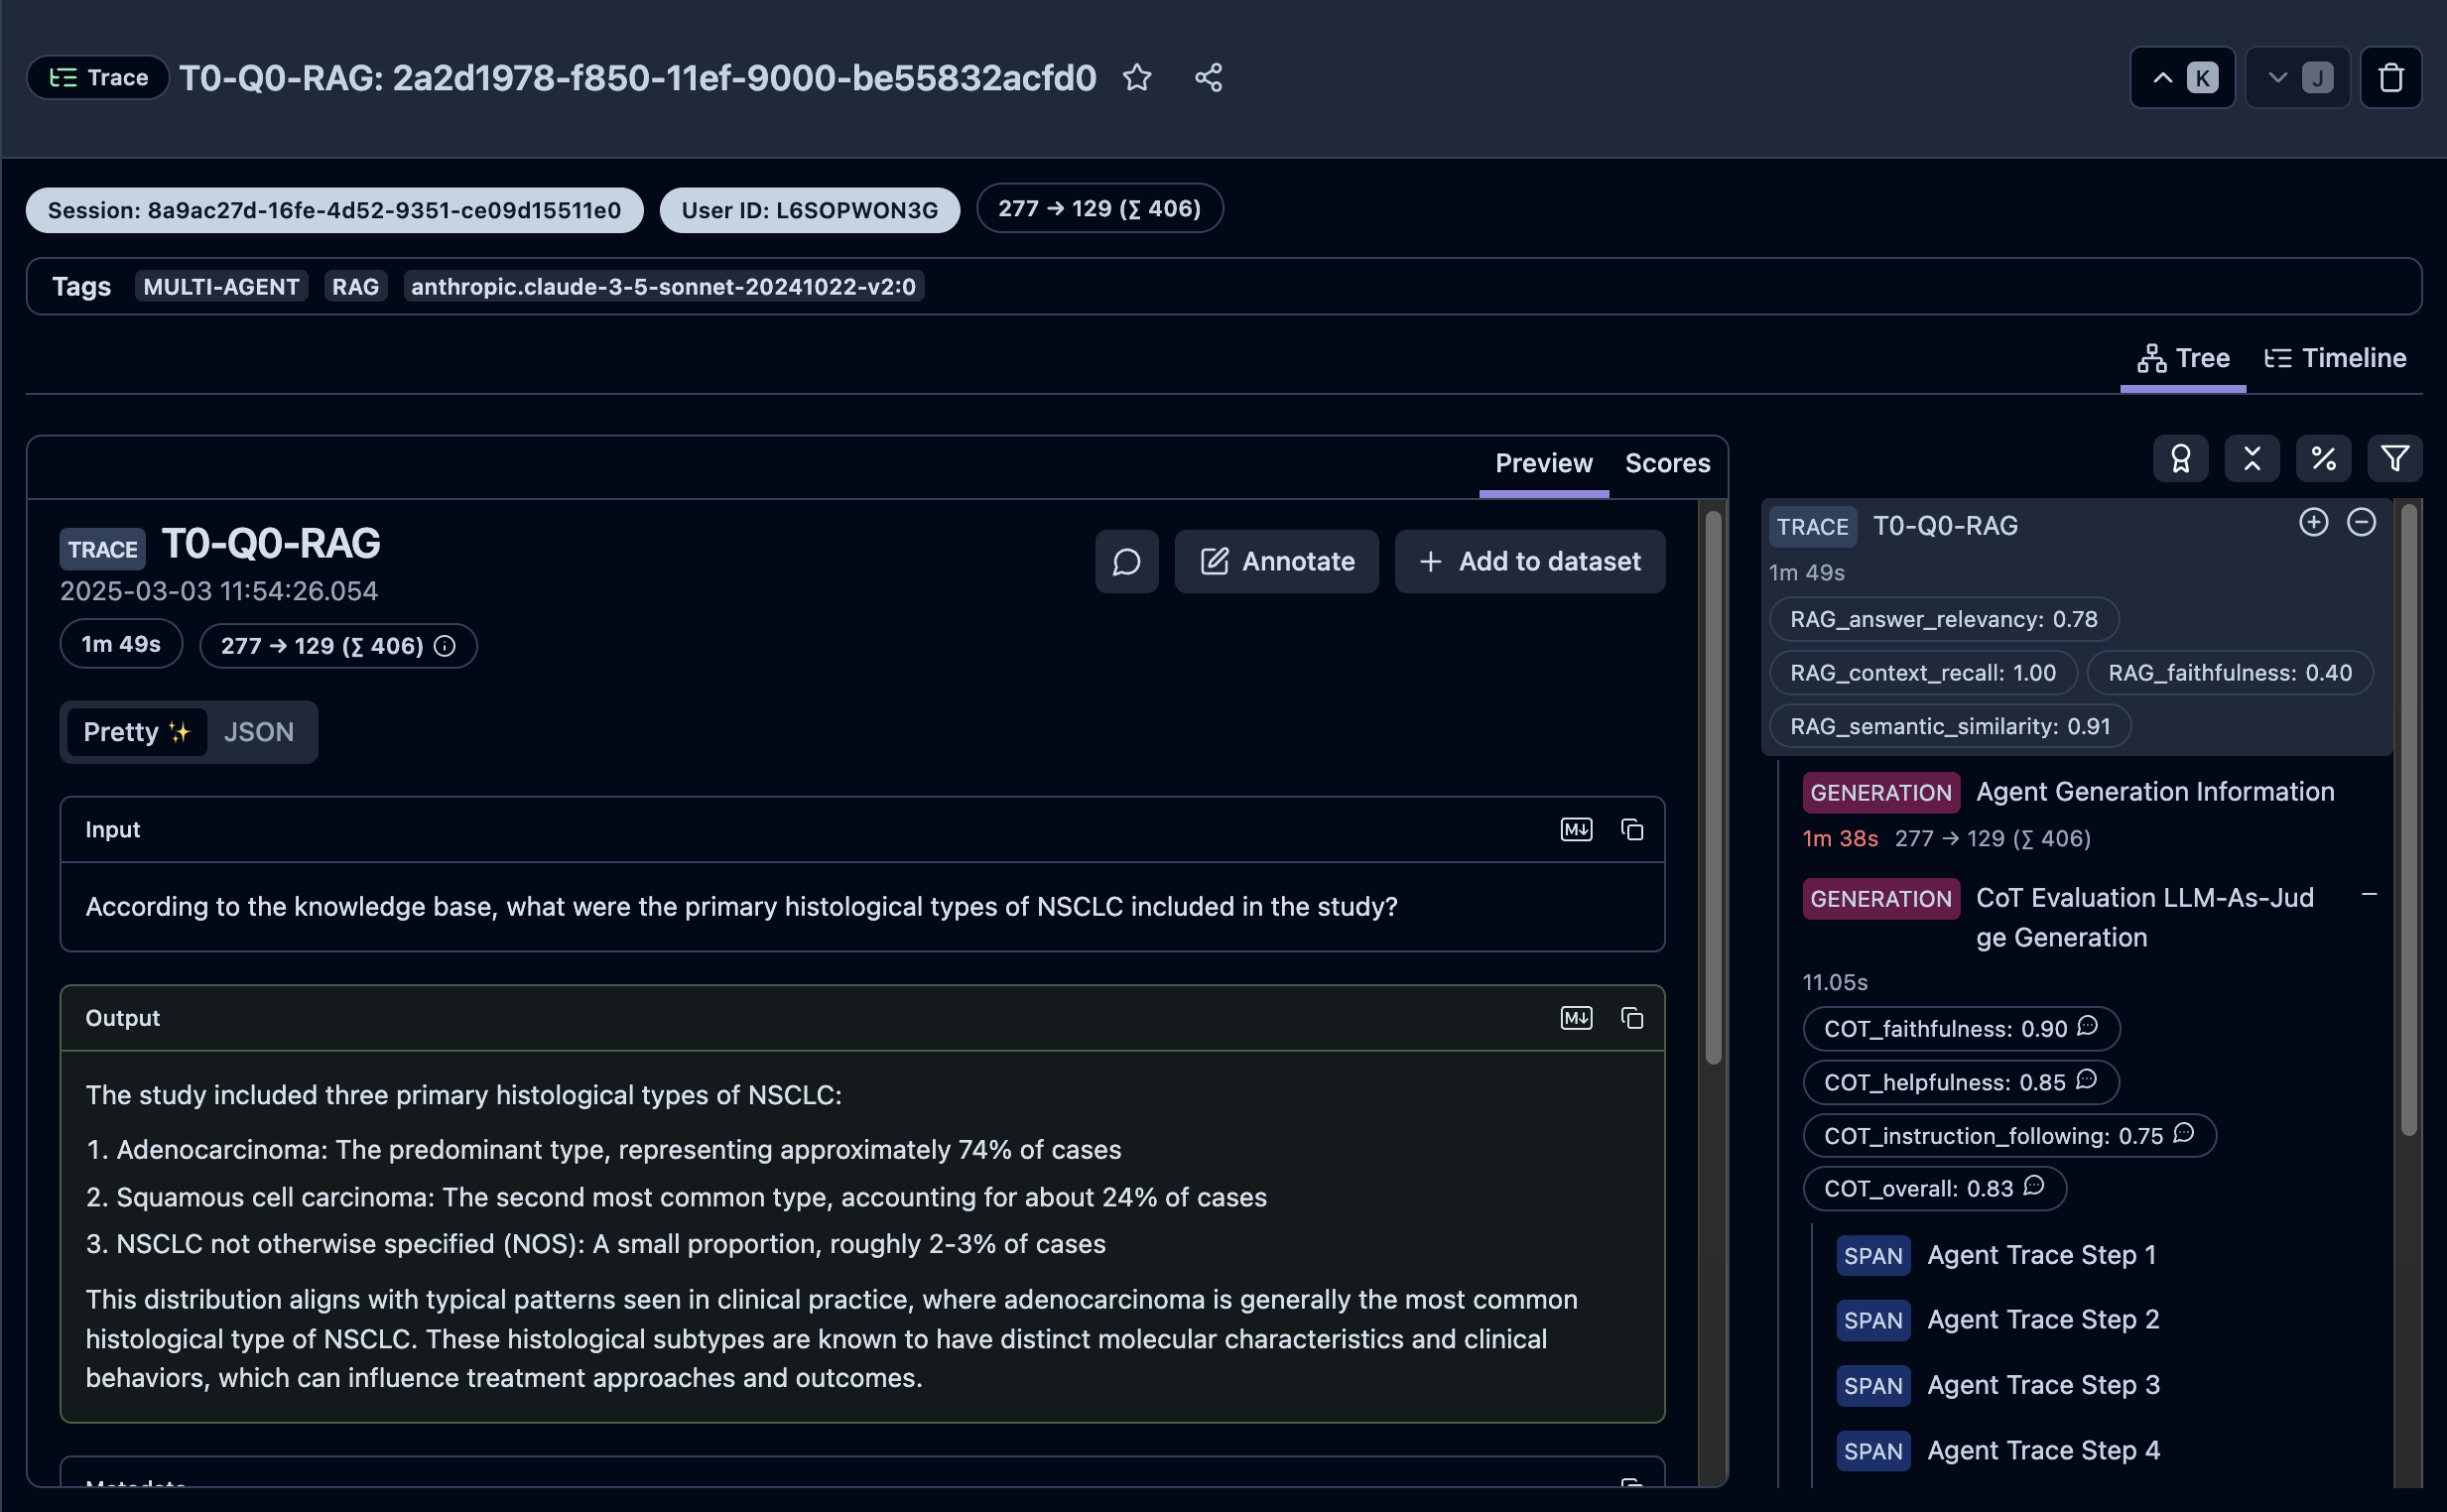 Trace T0-Q0-RAG: 2a2d1978-f850-11ef-9000-be55832acfd0 K J
Session: 8a9ac27d-16fe-4d52-9351-ce09d15511e0 User ID: L6SOPWON3G 277 → 129 (∑ 406)
Tags MULTI-AGENT RAG anthropic.claude-3-5-sonnet-20241022-v2:0
Tree Timeline
Preview Scores
TRACE T0-Q0-RAG
2025-03-03 11:54:26.054
Annotate
+ Add to dataset
1m 49s 277 → 129 (∑ 406)
Pretty ✨ JSON
Input
M↓
According to the knowledge base, what were the primary histological types of NSCLC included in the study?
Output
M↓
The study included three primary histological types of NSCLC:
1. Adenocarcinoma: The predominant type, representing approximately 74% of cases
2. Squamous cell carcinoma: The second most common type, accounting for about 24% of cases
3. NSCLC not otherwise specified (NOS): A small proportion, roughly 2-3% of cases
This distribution aligns with typical patterns seen in clinical practice, where adenocarcinoma is generally the most common
histological type of NSCLC. These histological subtypes are known to have distinct molecular characteristics and clinical
behaviors, which can influence treatment approaches and outcomes.
Metadata
TRACE T0-Q0-RAG
1m 49s
RAG_answer_relevancy: 0.78
RAG_context_recall: 1.00 RAG_faithfulness: 0.40
RAG_semantic_similarity: 0.91
GENERATION Agent Generation Information
1m 38s 277 → 129 (∑ 406)
GENERATION CoT Evaluation LLM-As-Jud
ge Generation
11.05s
COT_faithfulness: 0.90
COT_helpfulness: 0.85
COT_instruction_following: 0.75
COT_overall: 0.83
SPAN Agent Trace Step 1
SPAN Agent Trace Step 2
SPAN Agent Trace Step 3
SPAN Agent Trace Step 4